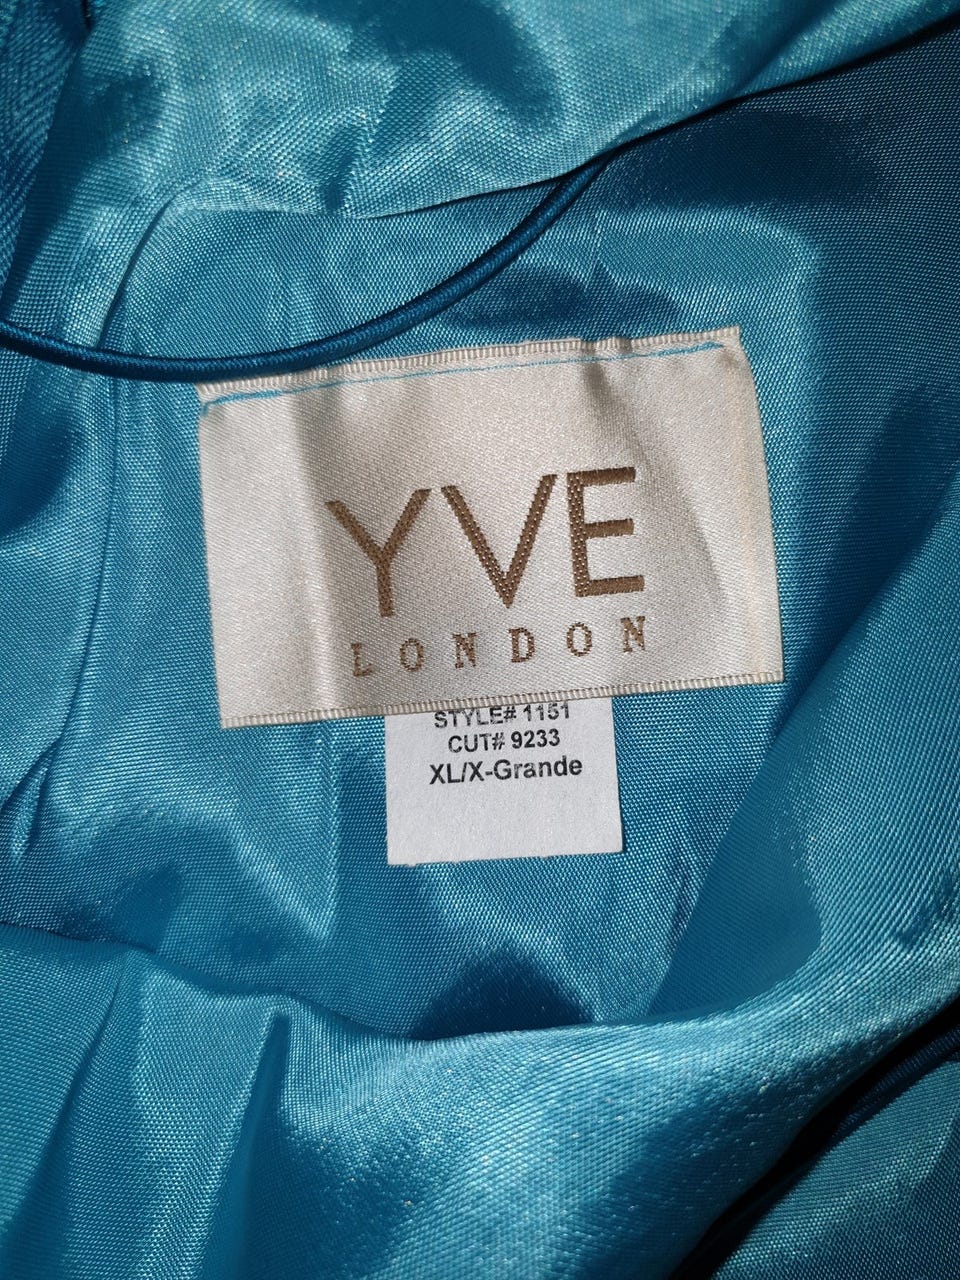 YVE
LONDON
STYLE# 1151
CUT# 9233
XL/X-Grande